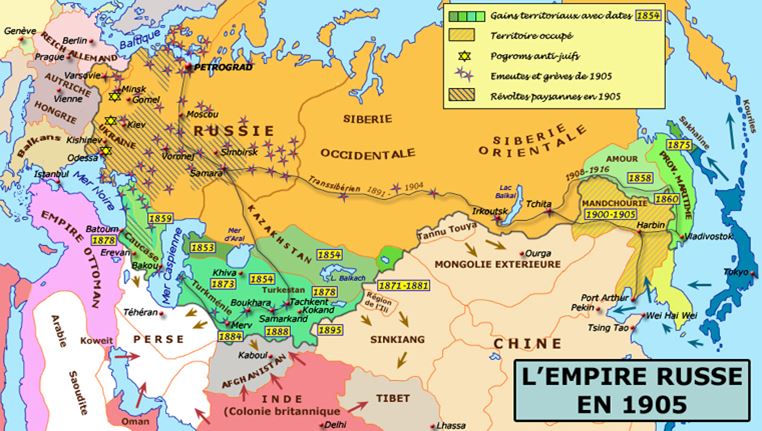 Gains territoriaux avec dates 1854
Territoire occupé
Pogroms anti-juifs
Emeutes et grèves de 1905
Révoltes paysannes en 1905
Genève
Berlin
REICH ALLEMAND
Prague
Baltique
Varsovie
AUTRICHE
HONGRIE
Vienne
Balkans
Istanbul
PETROGRAD
Minsk
Gomel
Moscou
Kiev
UKRAINE
Kishinev
Odessa
RUSSIE
Voronej
Simbirsk
Samara
SIBERIE
OCCIDENTALE
SIBERIE
ORIENTALE
Transsibérien 1891 - 1904
1908-1916
Lac
Baïkal
Irkoutsk
Tchita
AMOUR
1858
PROV. MARITIME
1860
1875
Sakhaline
Kouriles
MANDCHOURIE
1900-1905
Harbin
Vladivostok
Tokyo
Mer Noire
EMPIRE OTTOMAN
1859
Batoum
1878
Caucase
Erevan
Bakou
Mer Caspienne
Mer
d'Aral
KAZAKHSTAN
1853
1854
Khiva
1873
1854
Turkestan
1878
Balkach
1871-1881
Région
de l'Ili
Turkménie
Boukhara
Tachkent
Kokand
Samarkand
Merv
1884
1888
1895
Tannu Touya
Ourga
MONGOLIE EXTERIEURE
Port Arthur
Pekin
Wei Hai Wei
Tsing Tao
Téhéran
PERSE
Arabie
Saoudite
Koweit
Oman
Kaboul
AFGHANISTAN
SINKIANG
CHINE
INDE
(Colonie britannique
Delhi
TIBET
Lhassa
L'EMPIRE RUSSE
EN 1905